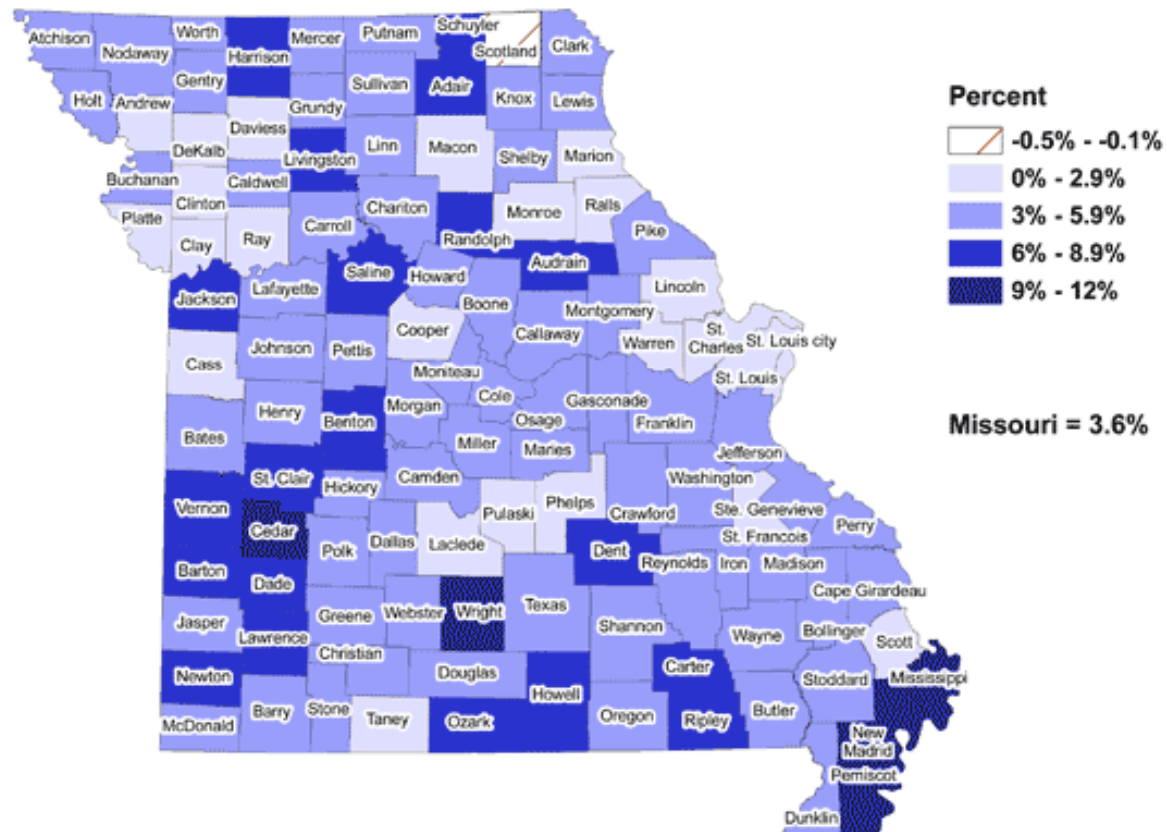 Atchison
Nodaway
Worth
Harrison
Mercer
Putnam
Schuyler
Scotland
Clark
Holt
Andrew
Gentry
Daviess
Grundy
Sullivan
Adair
Knox
Lewis
DeKalb
Livingston
Linn
Macon
Shelby
Marion
Buchanan
Caldwell
Clinton
Platte
Clay
Ray
Carroll
Chariton
Randolph
Monroe
Ralls
Pike
Audrain
Jackson
Lafayette
Saline
Howard
Boone
Callaway
Montgomery
Lincoln
Cooper
Warren
St.
Charles
St. Louis city
St. Louis
Cass
Johnson
Pettis
Moniteau
Cole
Osage
Gasconade
Franklin
Jefferson
Bates
Henry
Benton
Morgan
Miller
Maries
St. Clair
Hickory
Camden
Washington
Ste. Genevieve
St. Francois
Perry
Vernon
Cedar
Polk
Dallas
Laclede
Pulaski
Phelps
Crawford
Dent
Reynolds
Iron
Madison
Cape Girardeau
Barton
Dade
Greene
Webster
Wright
Texas
Shannon
Wayne
Bollinger
Scott
Jasper
Lawrence
Christian
Douglas
Howell
Carter
Stoddard
Mississippi
Newton
McDonald
Barry
Stone
Taney
Ozark
Oregon
Ripley
Butler
New
Madrid
Pemiscot
Dunklin
Percent
-0.5% - -0.1%
0% - 2.9%
3% - 5.9%
6% - 8.9%
9% - 12%
Missouri = 3.6%